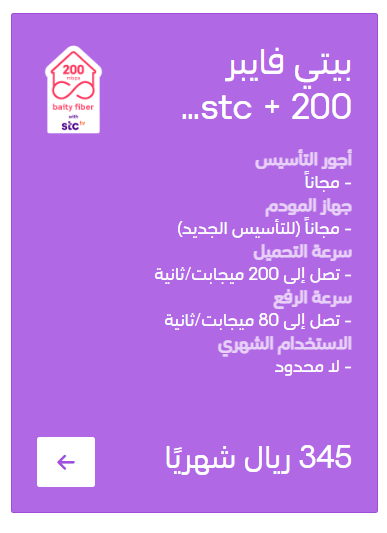 بيتي فايبر
200 + stc...
200
mbps
baity fiber
with
stc tv
أجور التأسيس
- مجاناً
جهاز المودم
- مجاناً (للتأسيس الجديد)
سرعة التحميل
- تصل إلى 200 ميجابت/ثانية
سرعة الرفع
- تصل إلى 80 ميجابت/ثانية
الاستخدام الشهري
- لا محدود
345 ريال شهريًا